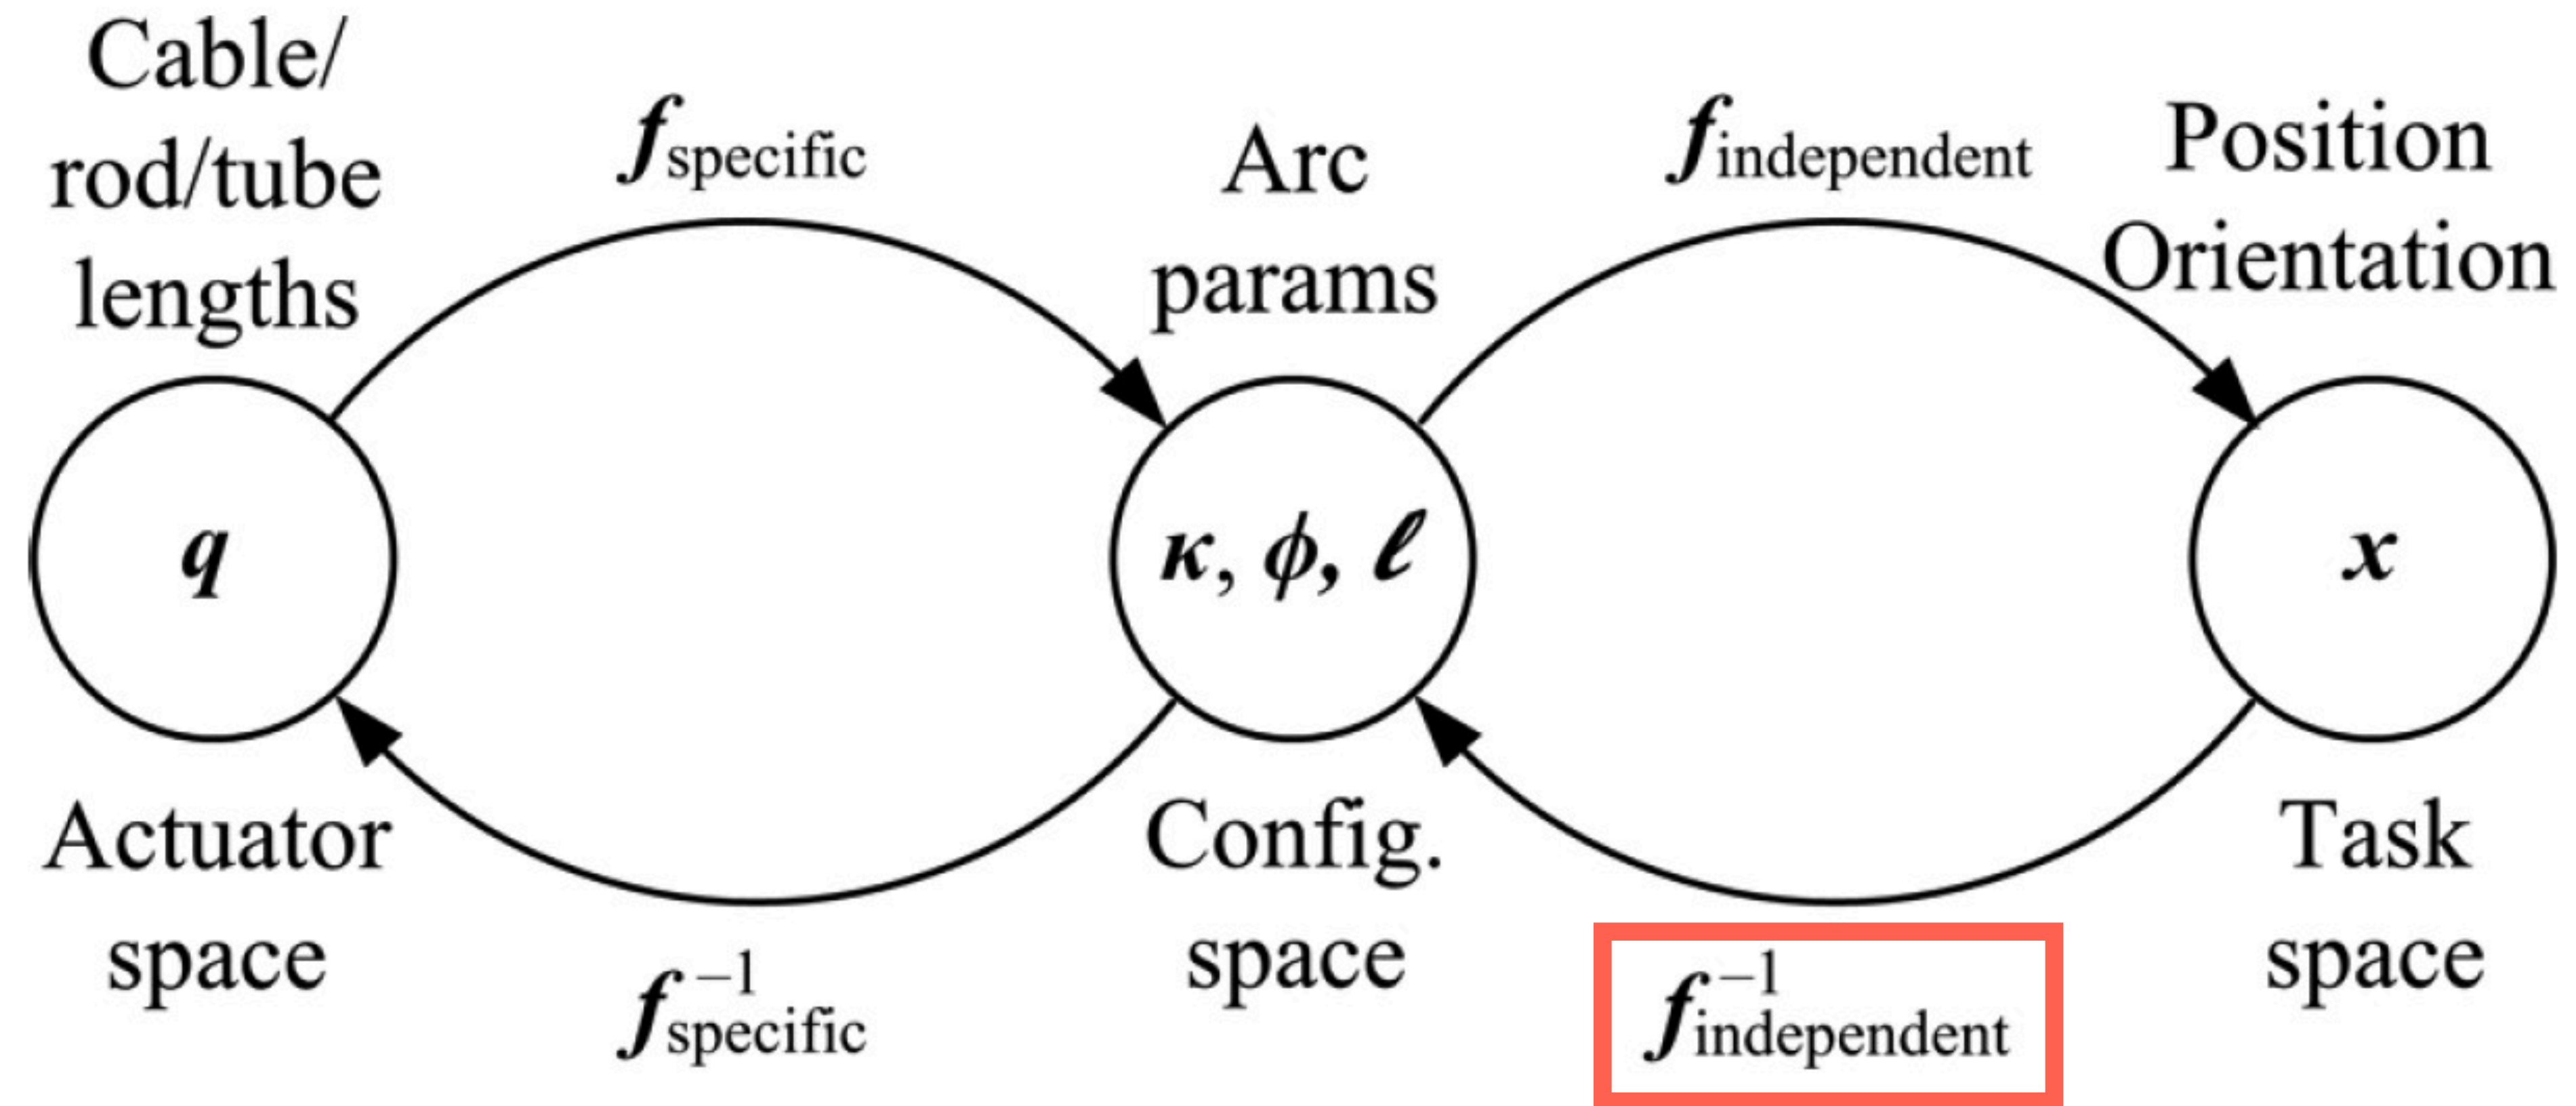 Cable/
rod/tube
lengths
f specific
Arc
params
f independent
Position
Orientation
q
κ, ϕ, ℓ
x
Actuator
space
f −1 specific
Config.
space
f −1 independent
Task
space